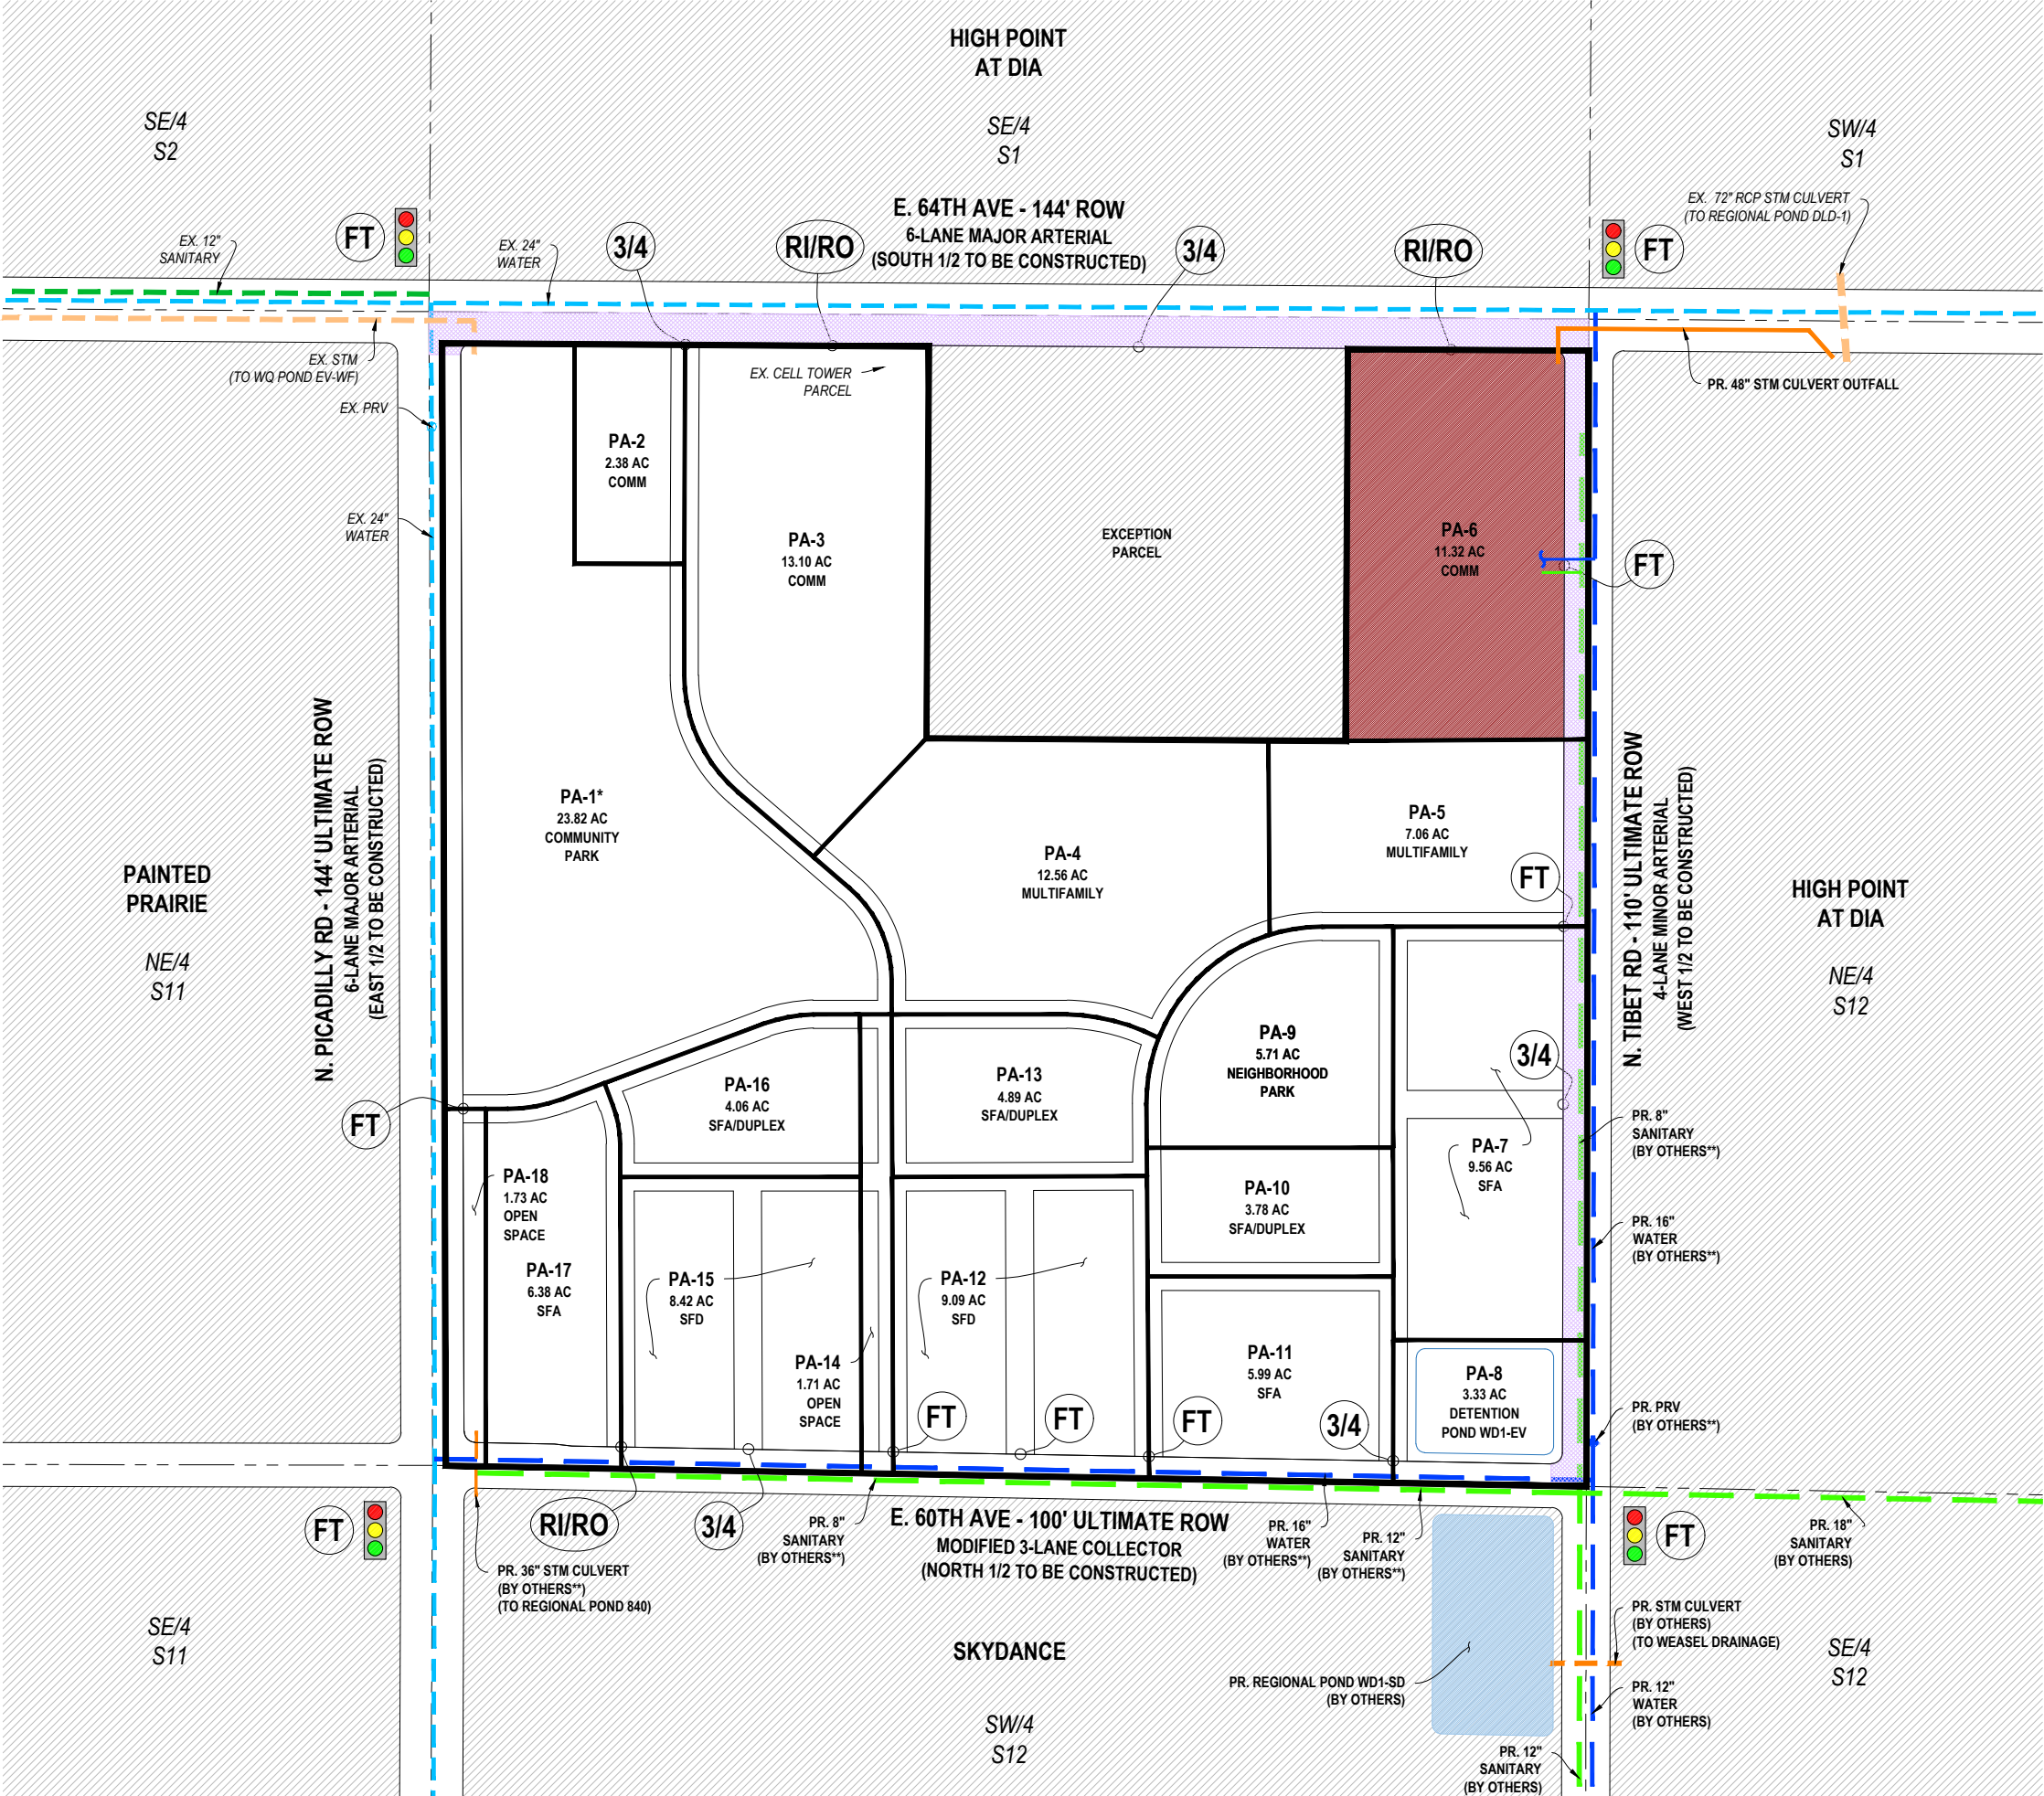 HIGH POINT
AT DIA
SE/4
S2
SE/4
S1
SW/4
S1
EX. 12"
SANITARY
FT
EX. 24"
WATER
3/4
RI/RO
E. 64TH AVE - 144' ROW
6-LANE MAJOR ARTERIAL
(SOUTH 1/2 TO BE CONSTRUCTED)
3/4
RI/RO
FT
EX. 72" RCP STM CULVERT
(TO REGIONAL POND DLD-1)
EX. STM
(TO WQ POND EV-WF)
EX. PRV
EX. 24"
WATER
EX. CELL TOWER
PARCEL
PR. 48" STM CULVERT OUTFALL
PA-2
2.38 AC
COMM
PA-3
13.10 AC
COMM
EXCEPTION
PARCEL
PA-6
11.32 AC
COMM
FT
N. PICADILLY RD - 144' ULTIMATE ROW
6-LANE MAJOR ARTERIAL
(EAST 1/2 TO BE CONSTRUCTED)
PA-1*
23.82 AC
COMMUNITY
PARK
PA-4
12.56 AC
MULTIFAMILY
PA-5
7.06 AC
MULTIFAMILY
FT
N. TIBET RD - 110' ULTIMATE ROW
4-LANE MINOR ARTERIAL
(WEST 1/2 TO BE CONSTRUCTED)
PAINTED
PRAIRIE
NE/4
S11
HIGH POINT
AT DIA
NE/4
S12
PA-9
5.71 AC
NEIGHBORHOOD
PARK
3/4
FT
PA-16
4.06 AC
SFA/DUPLEX
PA-13
4.89 AC
SFA/DUPLEX
PA-7
9.56 AC
SFA
PR. 8"
SANITARY
(BY OTHERS**)
PA-18
1.73 AC
OPEN
SPACE
PA-10
3.78 AC
SFA/DUPLEX
PR. 16"
WATER
(BY OTHERS**)
PA-17
6.38 AC
SFA
PA-15
8.42 AC
SFD
PA-12
9.09 AC
SFD
PA-14
1.71 AC
OPEN
SPACE
PA-11
5.99 AC
SFA
PA-8
3.33 AC
DETENTION
POND WD1-EV
FT
FT
FT
3/4
PR. PRV
(BY OTHERS**)
FT
RI/RO
3/4
PR. 8"
SANITARY
(BY OTHERS**)
E. 60TH AVE - 100' ULTIMATE ROW
MODIFIED 3-LANE COLLECTOR
(NORTH 1/2 TO BE CONSTRUCTED)
PR. 16"
WATER
(BY OTHERS**)
PR. 12"
SANITARY
(BY OTHERS**)
FT
PR. 18"
SANITARY
(BY OTHERS)
PR. 36" STM CULVERT
(BY OTHERS**)
(TO REGIONAL POND 840)
SE/4
S11
SKYDANCE
SW/4
S12
PR. REGIONAL POND WD1-SD
(BY OTHERS)
PR. STM CULVERT
(BY OTHERS)
(TO WEASEL DRAINAGE)
SE/4
S12
PR. 12"
WATER
(BY OTHERS)
PR. 12"
SANITARY
(BY OTHERS)